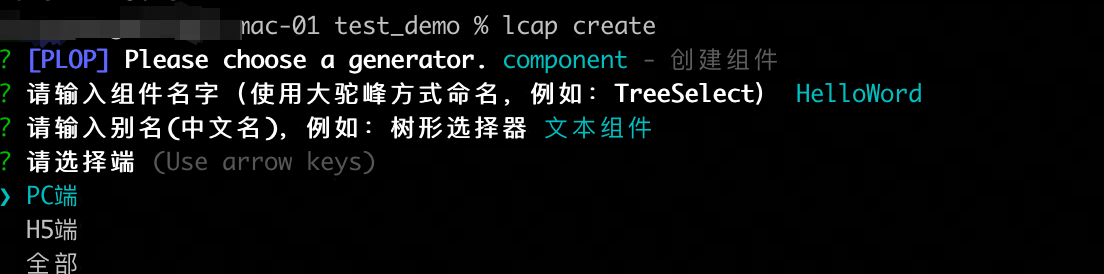 mac-01 test_demo % lcap create
? [PLOP] Please choose a generator. component - 创建组件
? 请输入组件名字（使用大驼峰方式命名，例如：TreeSelect） HelloWord
? 请输入别名(中文名)，例如：树形选择器 文本组件
? 请选择端 (Use arrow keys)
❯ PC端
H5端
全部